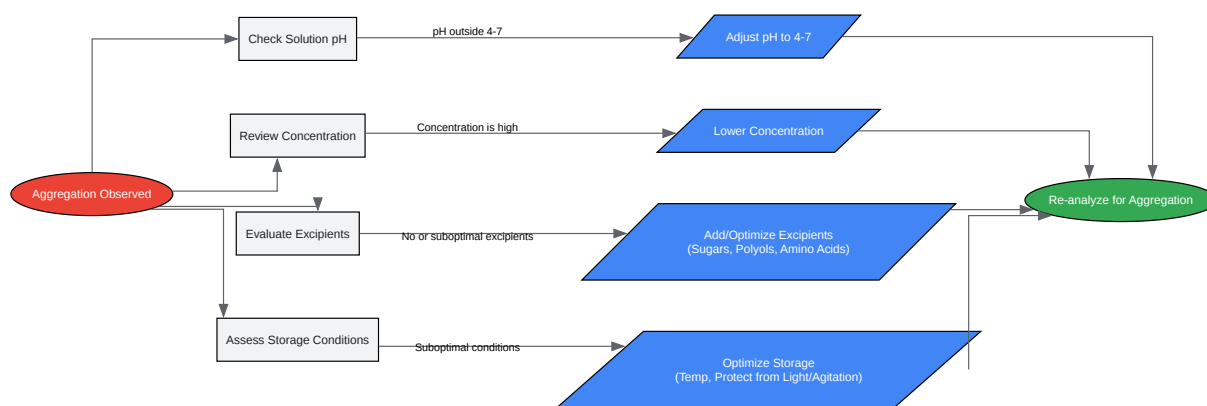 Check Solution pH
pH outside 4-7
Adjust pH to 4-7
Review Concentration
Concentration is high
Lower Concentration
Aggregation Observed
Re-analyze for Aggregation
Evaluate Excipients
No or suboptimal excipients
Add/Optimize Excipients
(Sugars, Polyols, Amino Acids)
Assess Storage Conditions
Suboptimal conditions
Optimize Storage
(Temp, Protect from Light/Agitation)